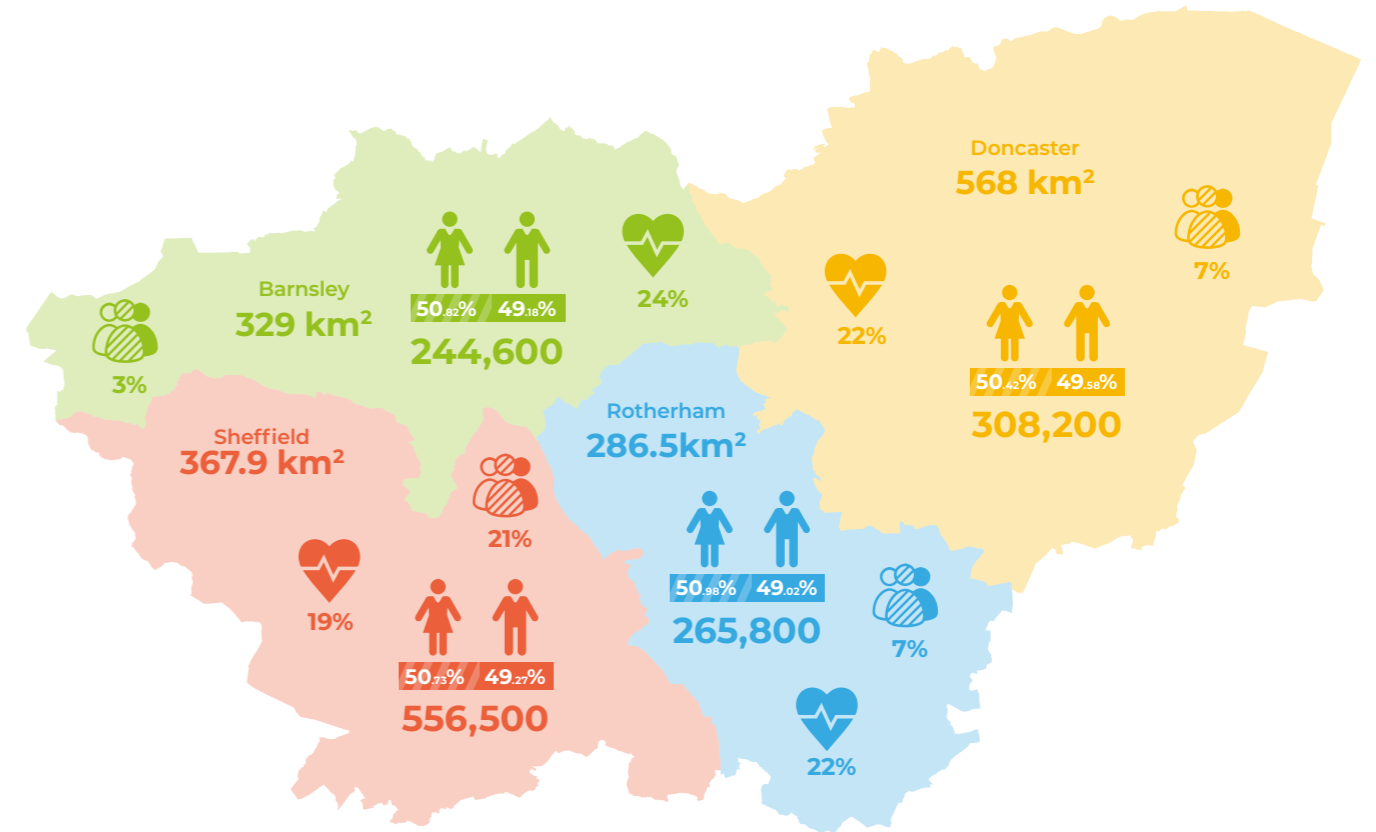 Barnsley
329 km²
50.82% 49.18%
244,600
24%
3%
Doncaster
568 km²
7%
22%
50.42% 49.58%
308,200
Sheffield
367.9 km²
21%
19%
50.73% 49.27%
556,500
Rotherham
286.5km²
50.98% 49.02%
265,800
7%
22%